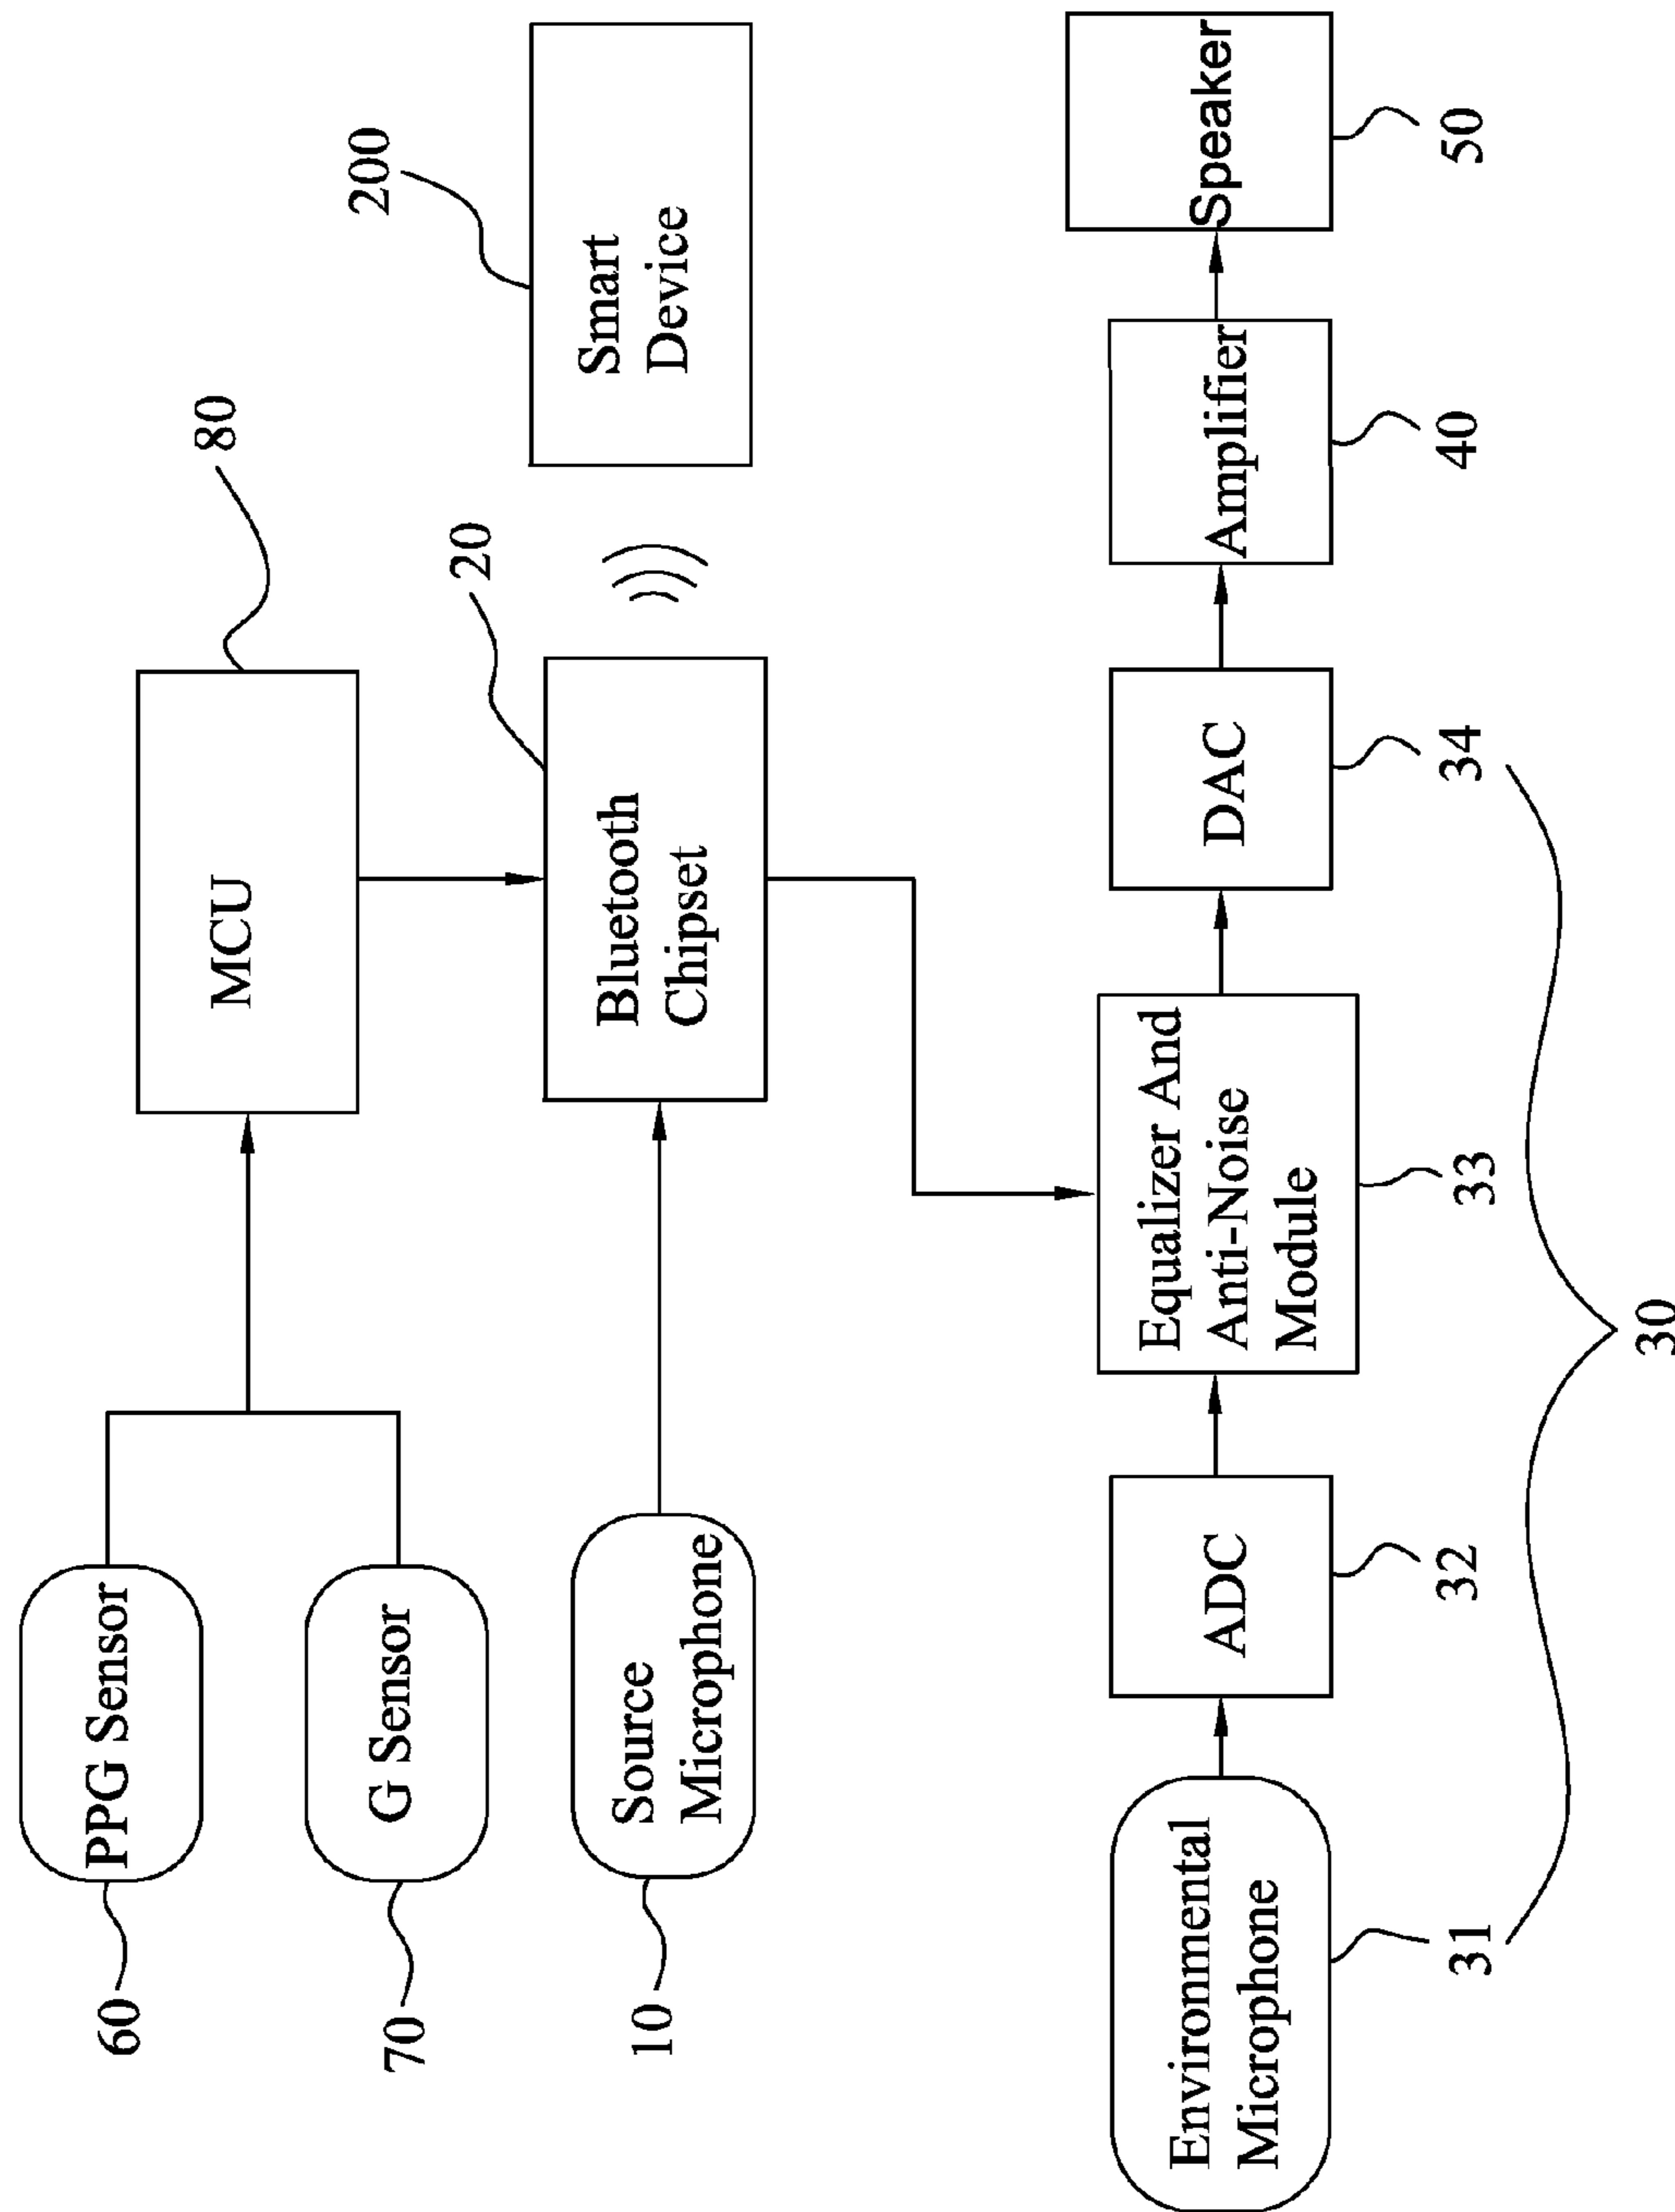 60
PPG Sensor
MCU
80
70
G Sensor
200
10
Source
Microphone
Bluetooth
Chipset
20
Smart
Device
Environmental
Microphone
ADC
Equalizer And
Anti-Noise
Module
DAC
Amplifier
Speaker
31
32
33
34
40
50
30